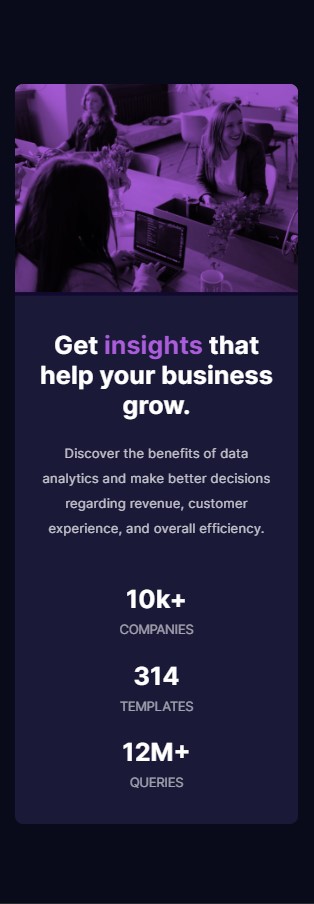 Get insights that
help your business
grow.
Discover the benefits of data
analytics and make better decisions
regarding revenue, customer
experience, and overall efficiency.
10k+
COMPANIES
314
TEMPLATES
12M+
QUERIES